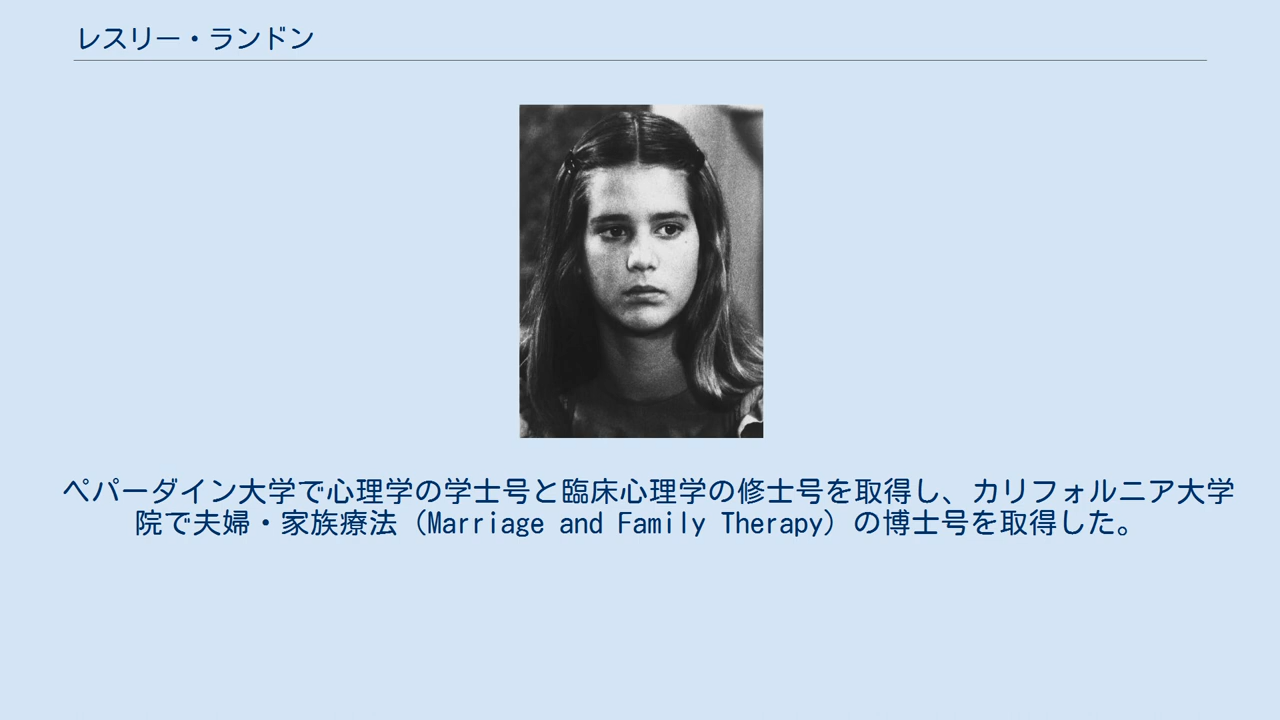 レスリー・ランドン
ペパーダイン大学で心理学の学士号と臨床心理学の修士号を取得し、カリフォルニア大学
院で夫婦・家族療法（Marriage and Family Therapy）の博士号を取得した。